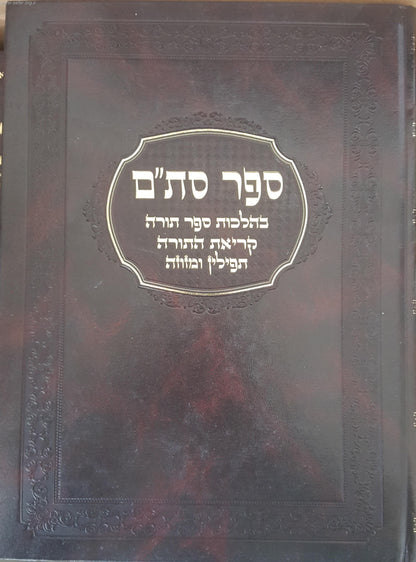 ספר סת"ם
בהלכות ספר תורה
קריאת התורה
תפילין ומזוזה